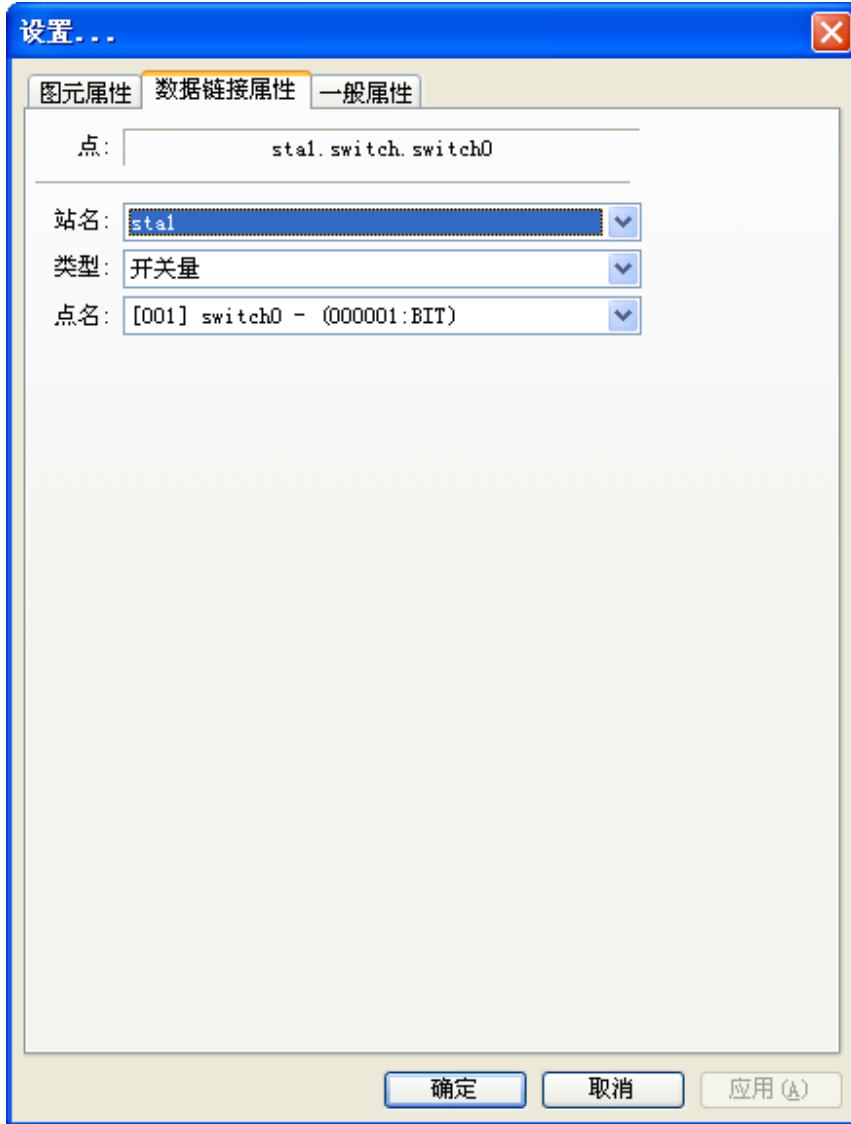 设置...
图元属性 数据链接属性 一般属性
点: sta1.switch.switch0
站名: sta1
类型: 开关量
点名: [001] switch0 - (000001:BIT)
确定 取消 应用(A)